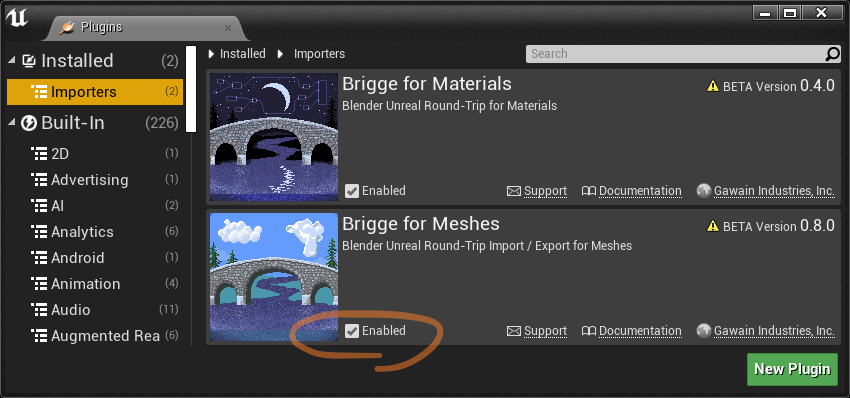 Plugins
Installed (2)
Importers (2)
Built-In (226)
2D (1)
Advertising (1)
AI (2)
Analytics (6)
Android (1)
Animation (4)
Audio (11)
Augmented Rea (6)
Installed Importers
Search
Brigge for Materials
BETA Version 0.4.0
Blender Unreal Round-Trip for Materials
Enabled
Support Documentation Gawain Industries, Inc.
Brigge for Meshes
BETA Version 0.8.0
Blender Unreal Round-Trip Import / Export for Meshes
Enabled
Support Documentation Gawain Industries, Inc.
New Plugin